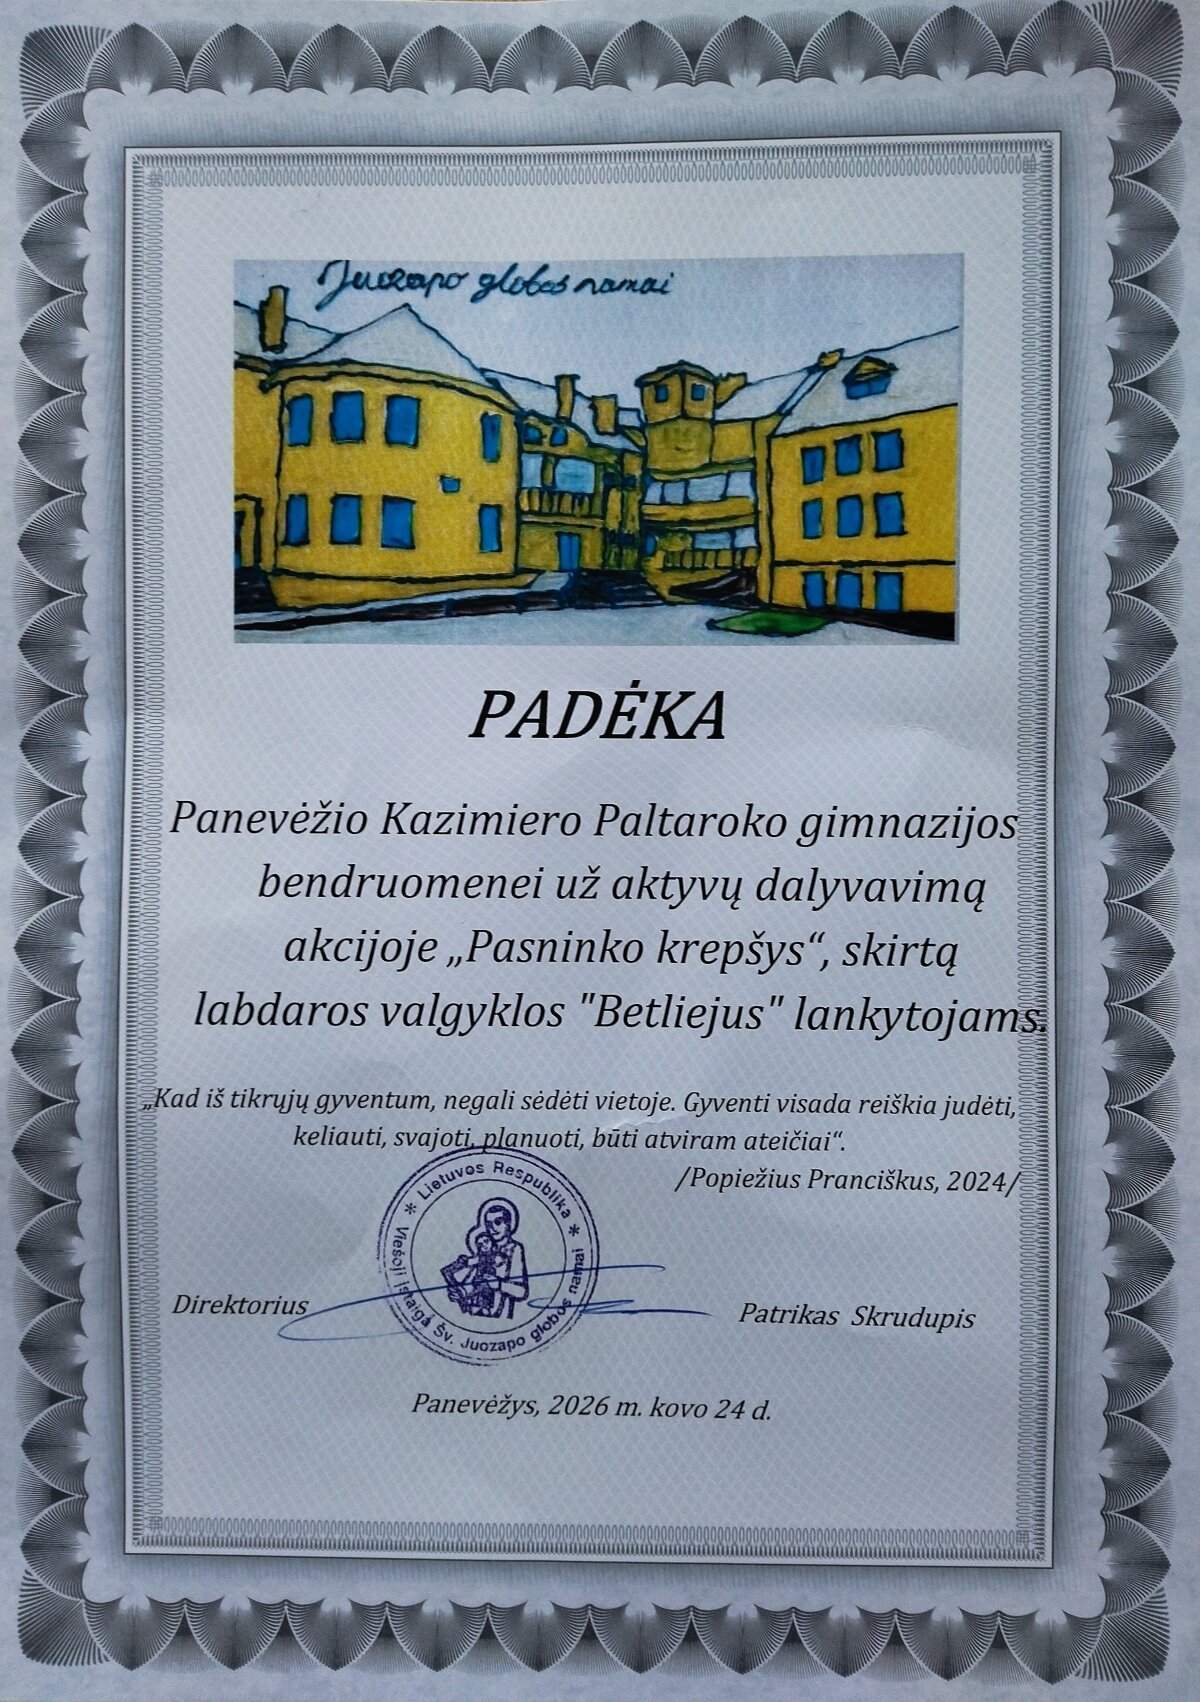 Juozapo globos namai
PADĖKA
Panevėžio Kazimiero Paltaroko gimnazijos
bendruomenei už aktyvų dalyvavimą
akcijoje „Pasninko krepšys“, skirtą
labdaros valgyklos "Betliejus" lankytojams.
„Kad iš tikrųjų gyventum, negali sėdėti vietoje. Gyventi visada reiškia judėti,
keliauti, svajoti, planuoti, būti atviram ateičiai“.
/Popiežius Pranciškus, 2024/
* Lietuvos Respublika *
Viešoji įstaiga Šv. Juozapo globos namai
Direktorius
Patrikas Skrudupis
Panevėžys, 2026 m. kovo 24 d.